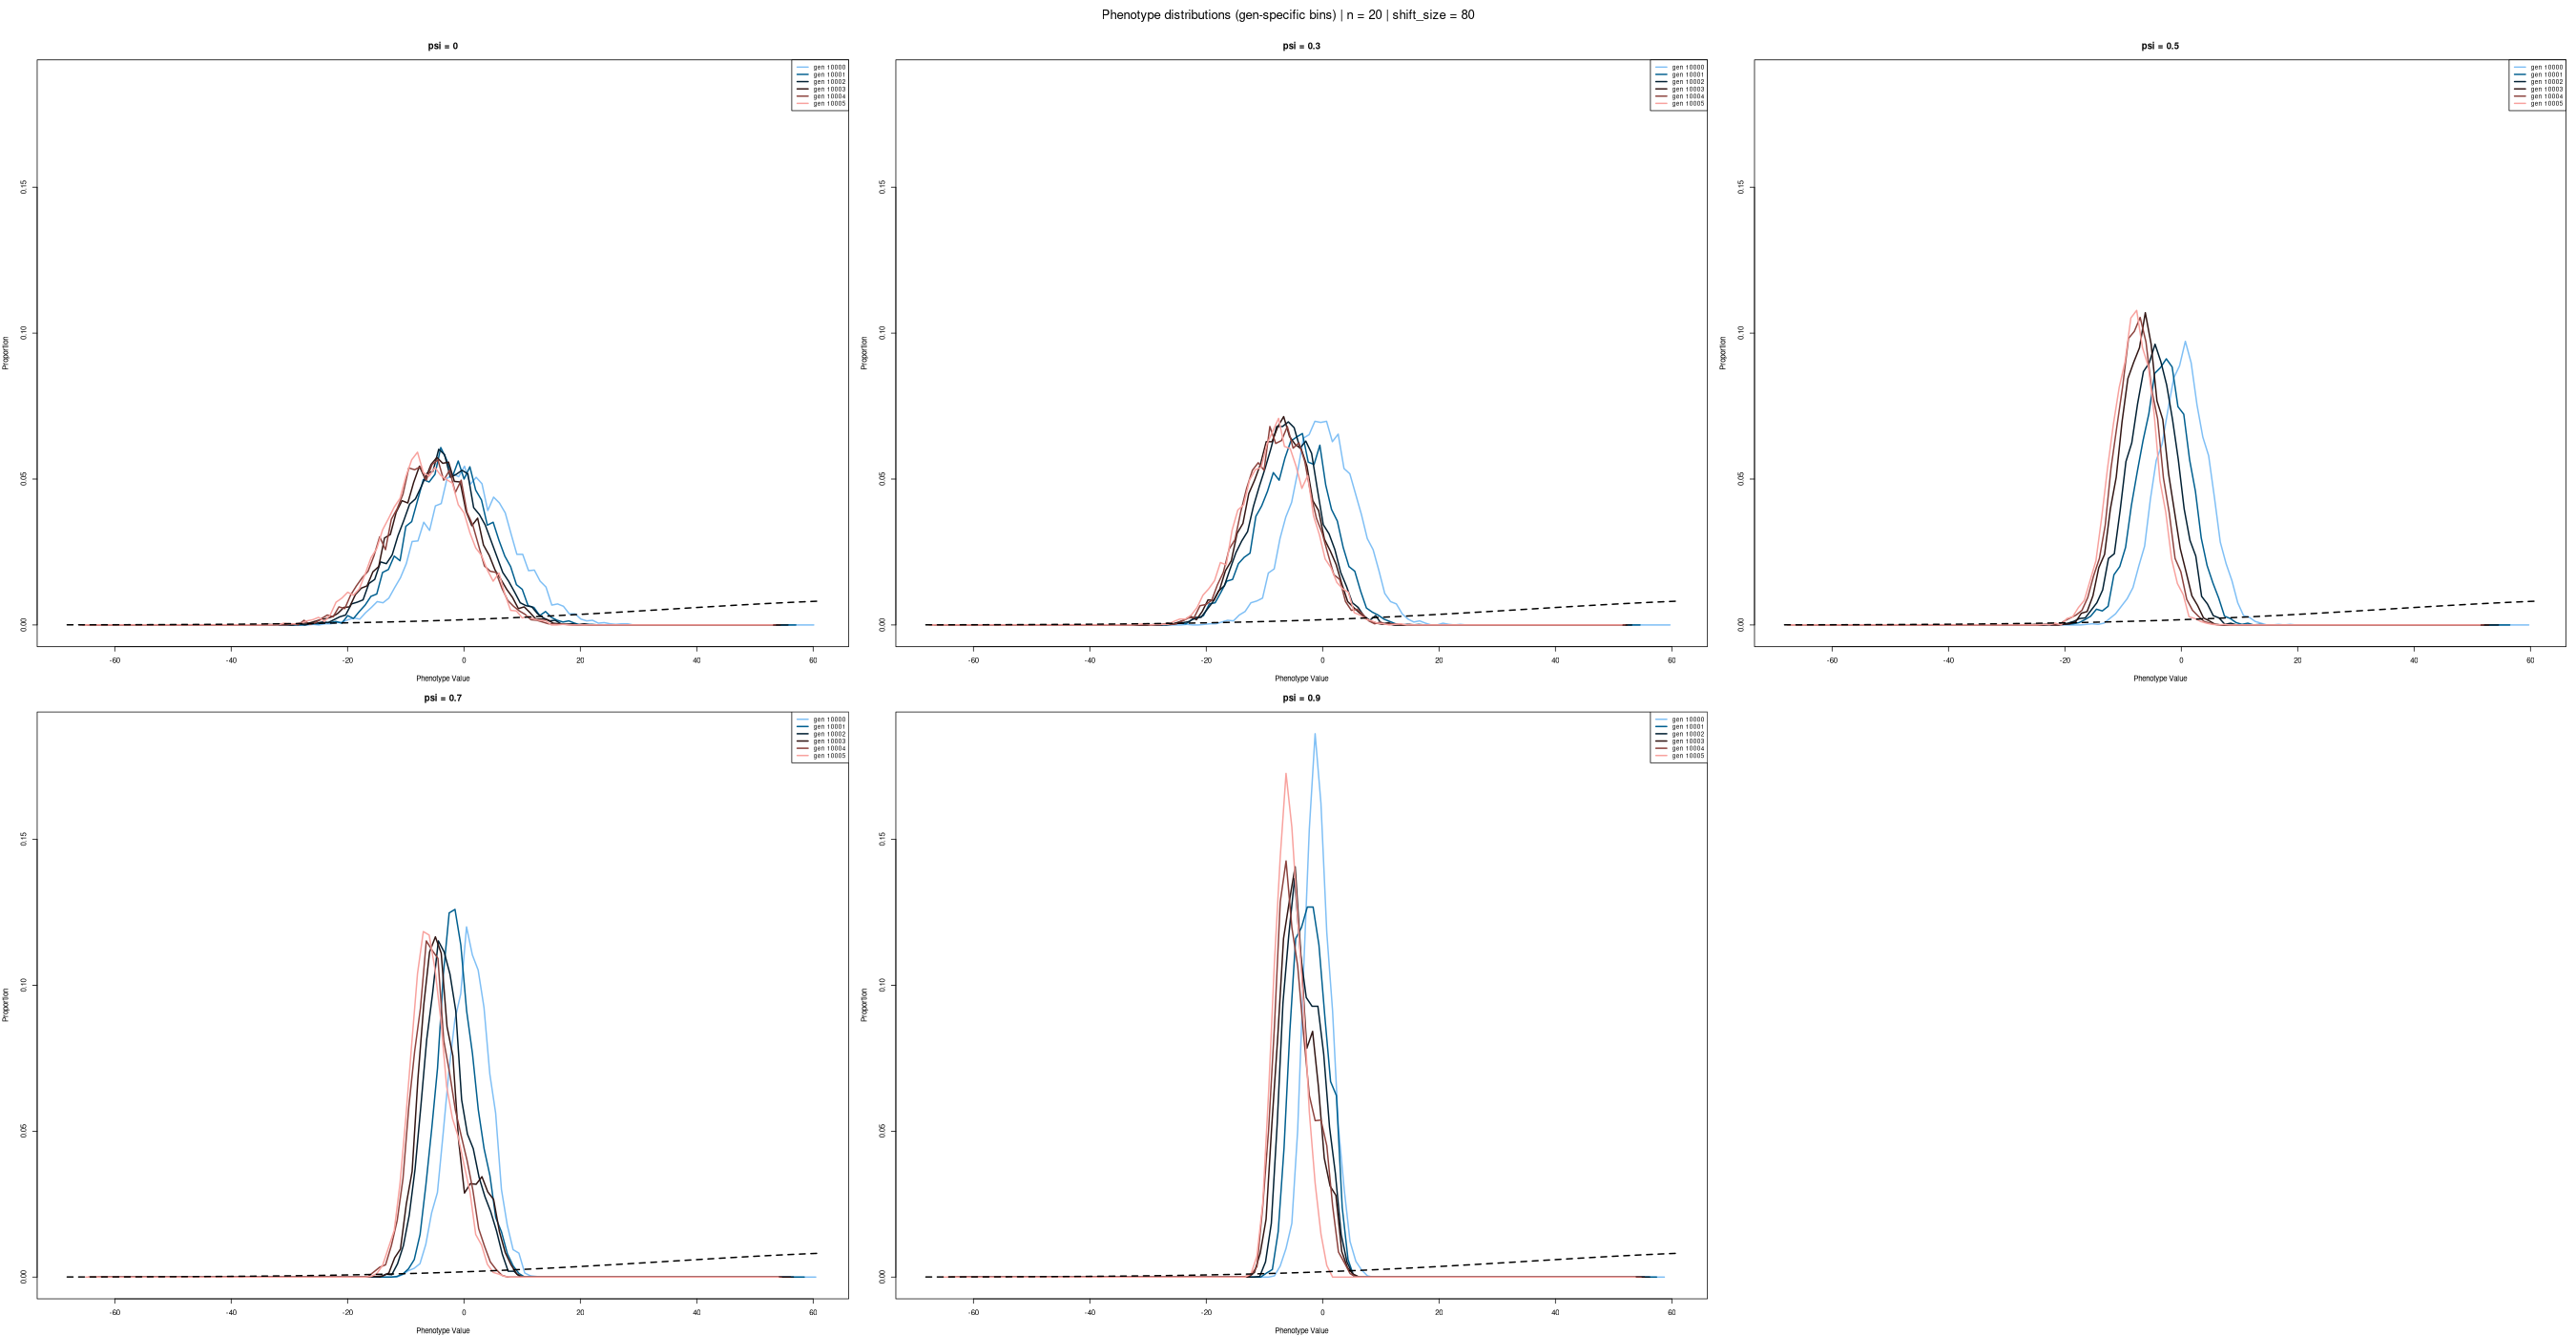 Phenotype distributions (gen-specific bins) | n = 20 | shift_size = 80
psi = 0
gen 10000
gen 10001
gen 10002
gen 10003
gen 10004
gen 10005
Proportion
0.00
0.05
0.10
0.15
-60 -40 -20 0 20 40 60
Phenotype Value
psi = 0.3
gen 10000
gen 10001
gen 10002
gen 10003
gen 10004
gen 10005
Proportion
0.00
0.05
0.10
0.15
-60 -40 -20 0 20 40 60
Phenotype Value
psi = 0.5
gen 10000
gen 10001
gen 10002
gen 10003
gen 10004
gen 10005
Proportion
0.00
0.05
0.10
0.15
-60 -40 -20 0 20 40 60
Phenotype Value
psi = 0.7
gen 10000
gen 10001
gen 10002
gen 10003
gen 10004
gen 10005
Proportion
0.00
0.05
0.10
0.15
-60 -40 -20 0 20 40 60
Phenotype Value
psi = 0.9
gen 10000
gen 10001
gen 10002
gen 10003
gen 10004
gen 10005
Proportion
0.00
0.05
0.10
0.15
-60 -40 -20 0 20 40 60
Phenotype Value